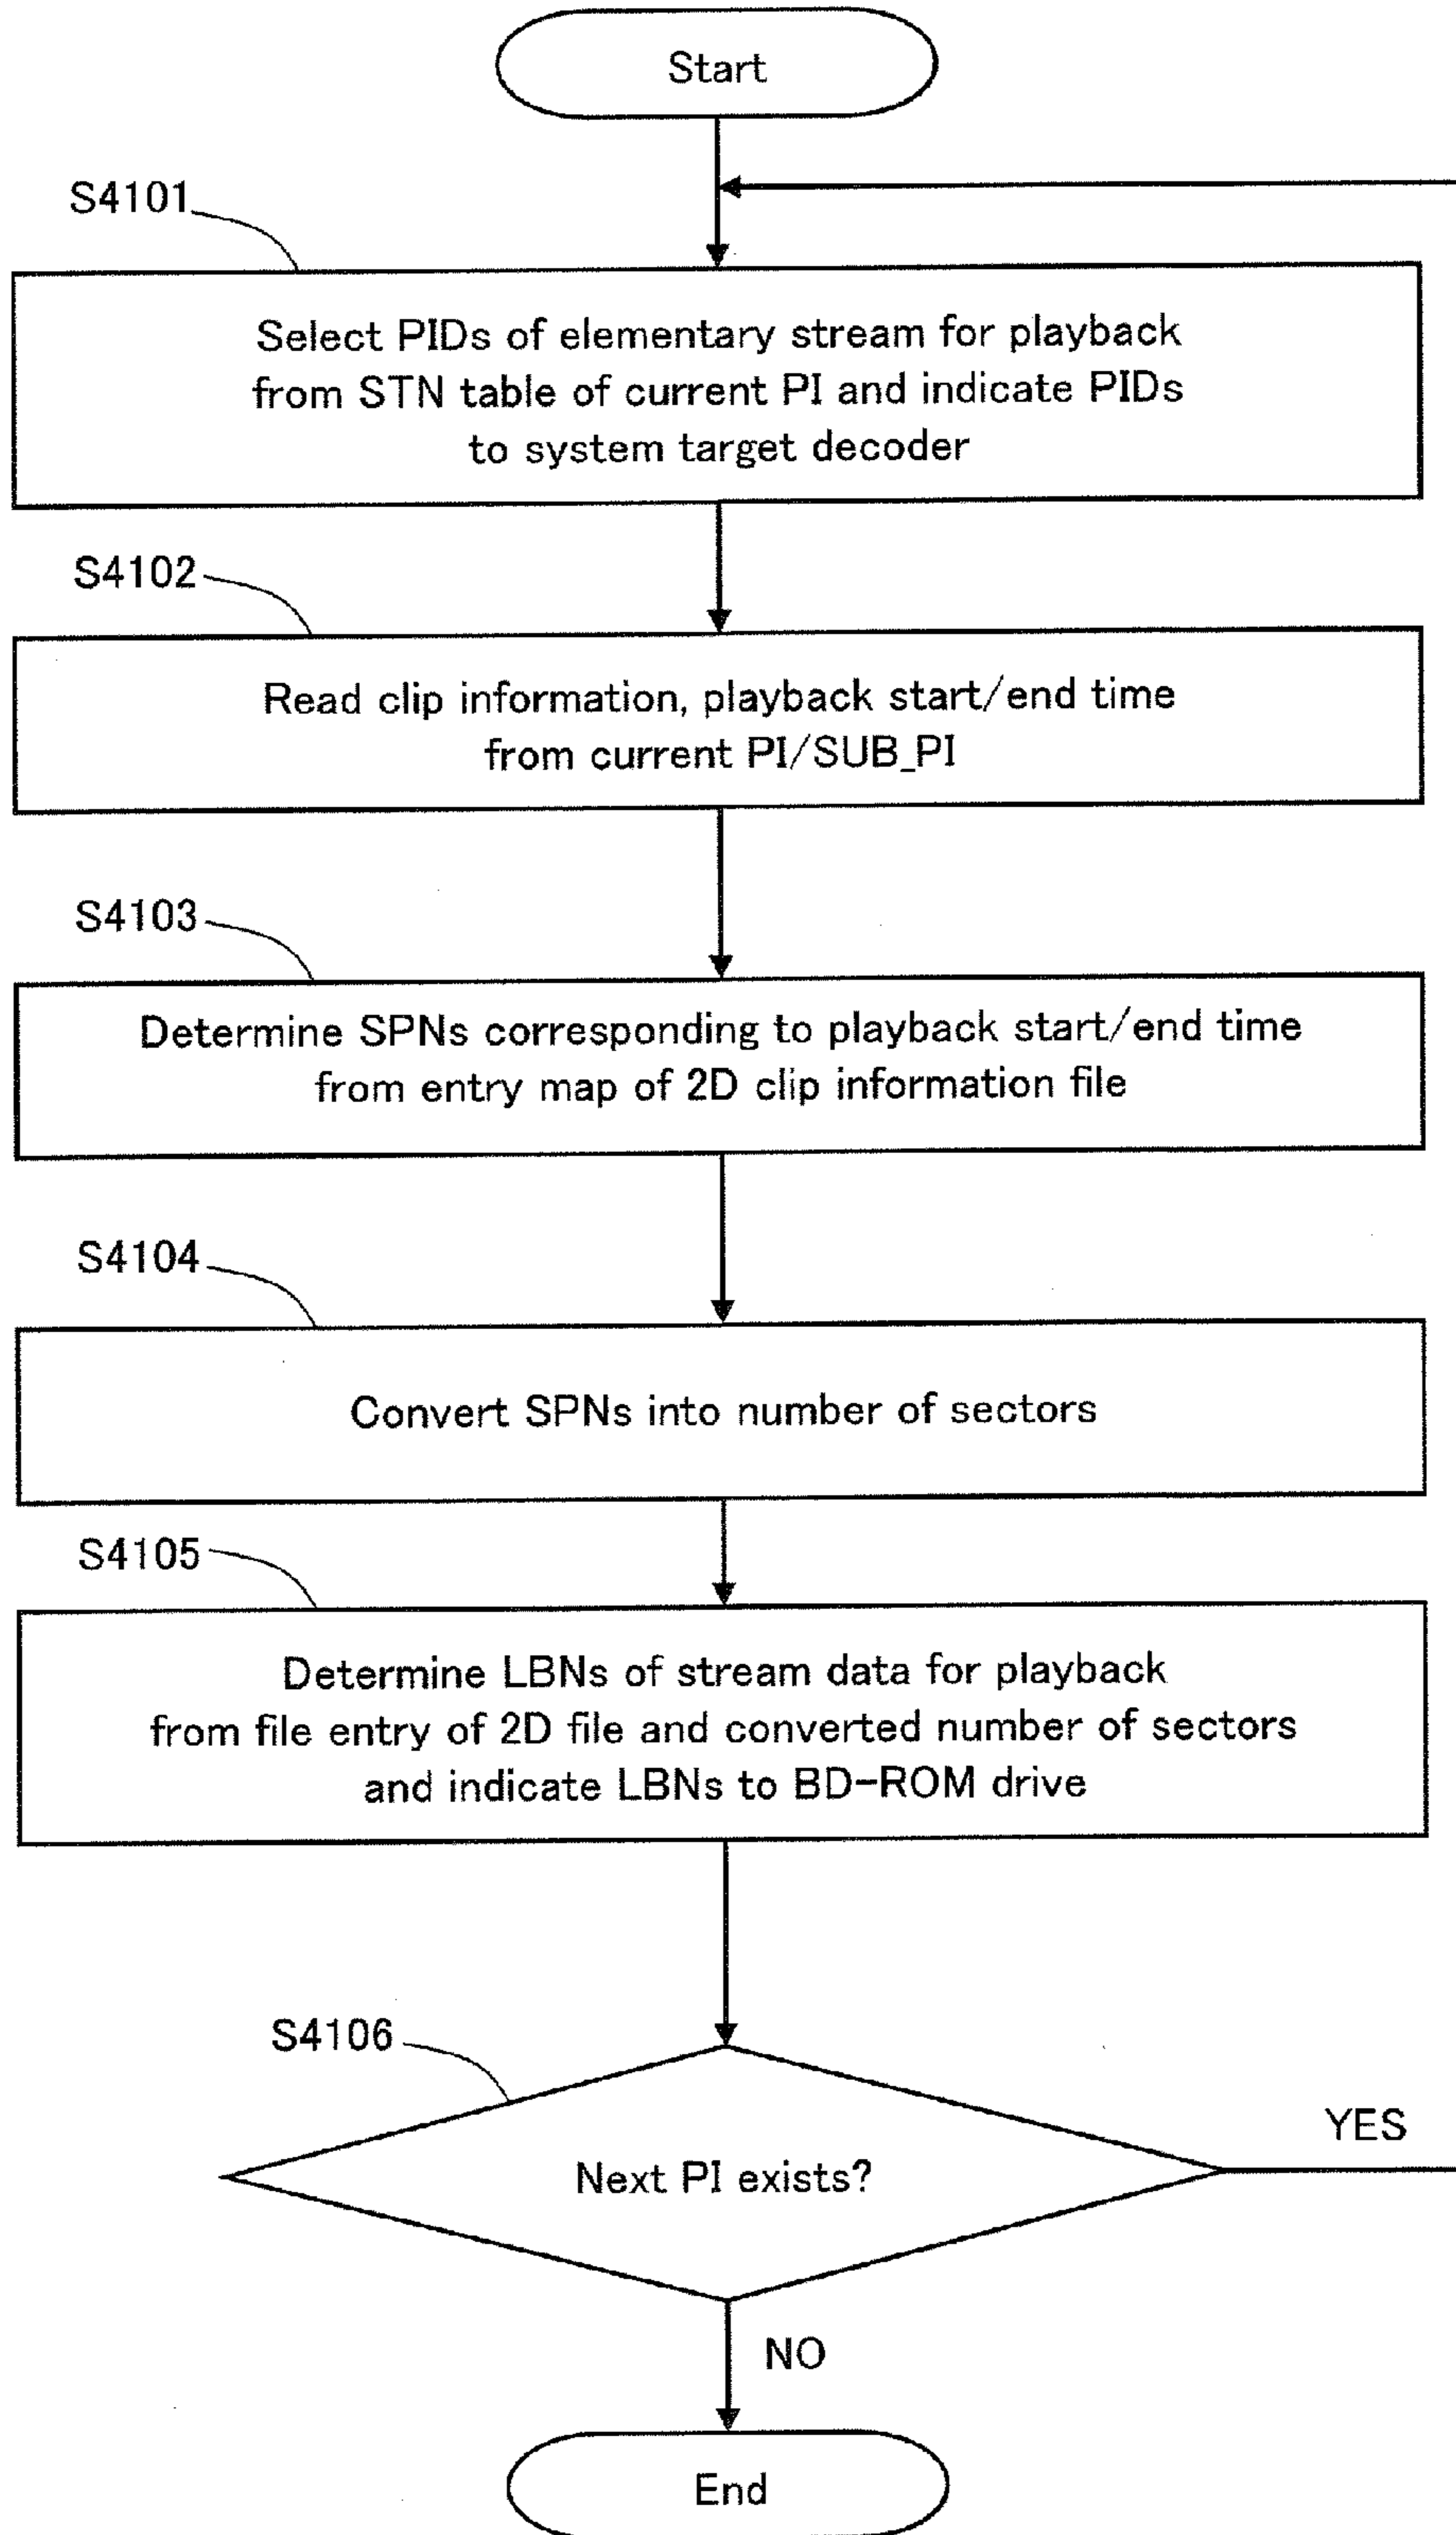 Start
S4101
Select PIDs of elementary stream for playback
from STN table of current PI and indicate PIDs
to system target decoder
S4102
Read clip information, playback start/end time
from current PI/SUB_PI
S4103
Determine SPNs corresponding to playback start/end time
from entry map of 2D clip information file
S4104
Convert SPNs into number of sectors
S4105
Determine LBNs of stream data for playback
from file entry of 2D file and converted number of sectors
and indicate LBNs to BD-ROM drive
S4106
YES
Next PI exists?
NO
End